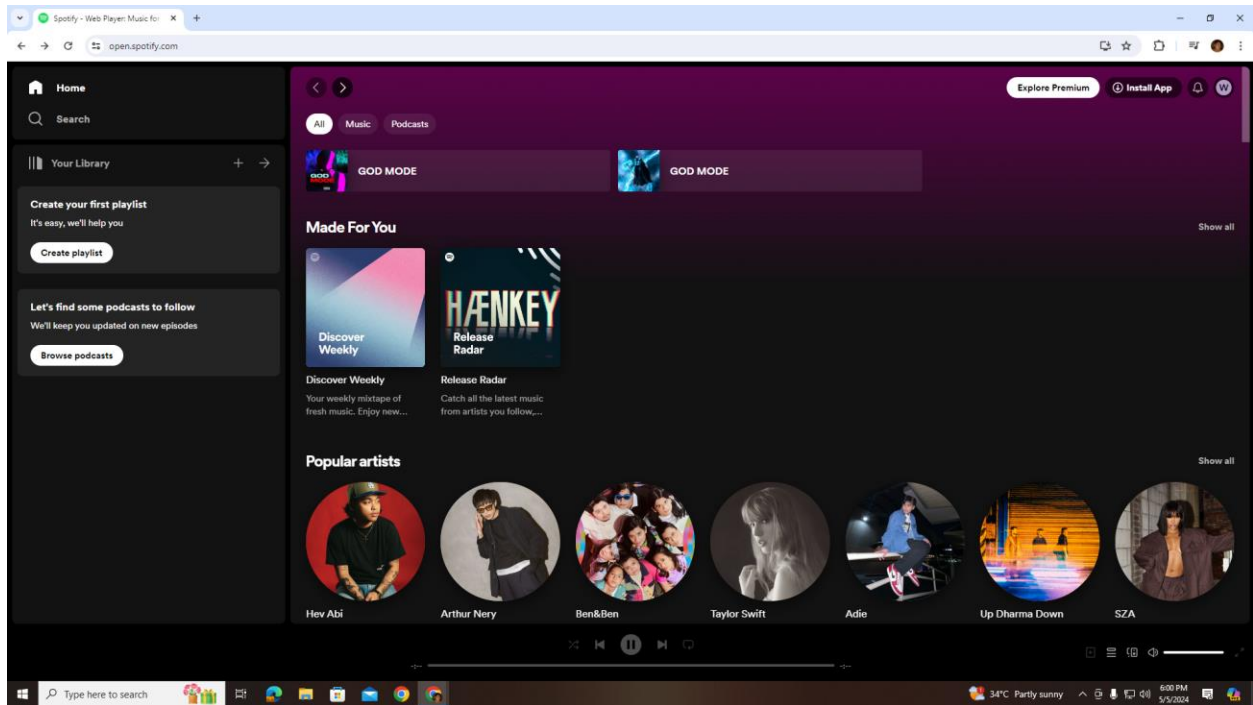 Spotify - Web Player: Music for
open.spotify.com
Home
Search
Your Library
Create your first playlist
It's easy, we'll help you
Create playlist
Let's find some podcasts to follow
We'll keep you updated on new episodes
Browse podcasts
Explore Premium
Install App
W
All
Music
Podcasts
GOD MODE
GOD MODE
GOD MODE
Made For You
Show all
Discover
Weekly
HÆNKEY
Release
Radar
Discover Weekly
Your weekly mixtape of
fresh music. Enjoy new...
Release Radar
Catch all the latest music
from artists you follow,...
Popular artists
Show all
Hev Abi
Arthur Nery
Ben&Ben
Taylor Swift
Adie
Up Dharma Down
SZA
-:--
-:--
Type here to search
34°C Partly sunny
6:00 PM
5/5/2024